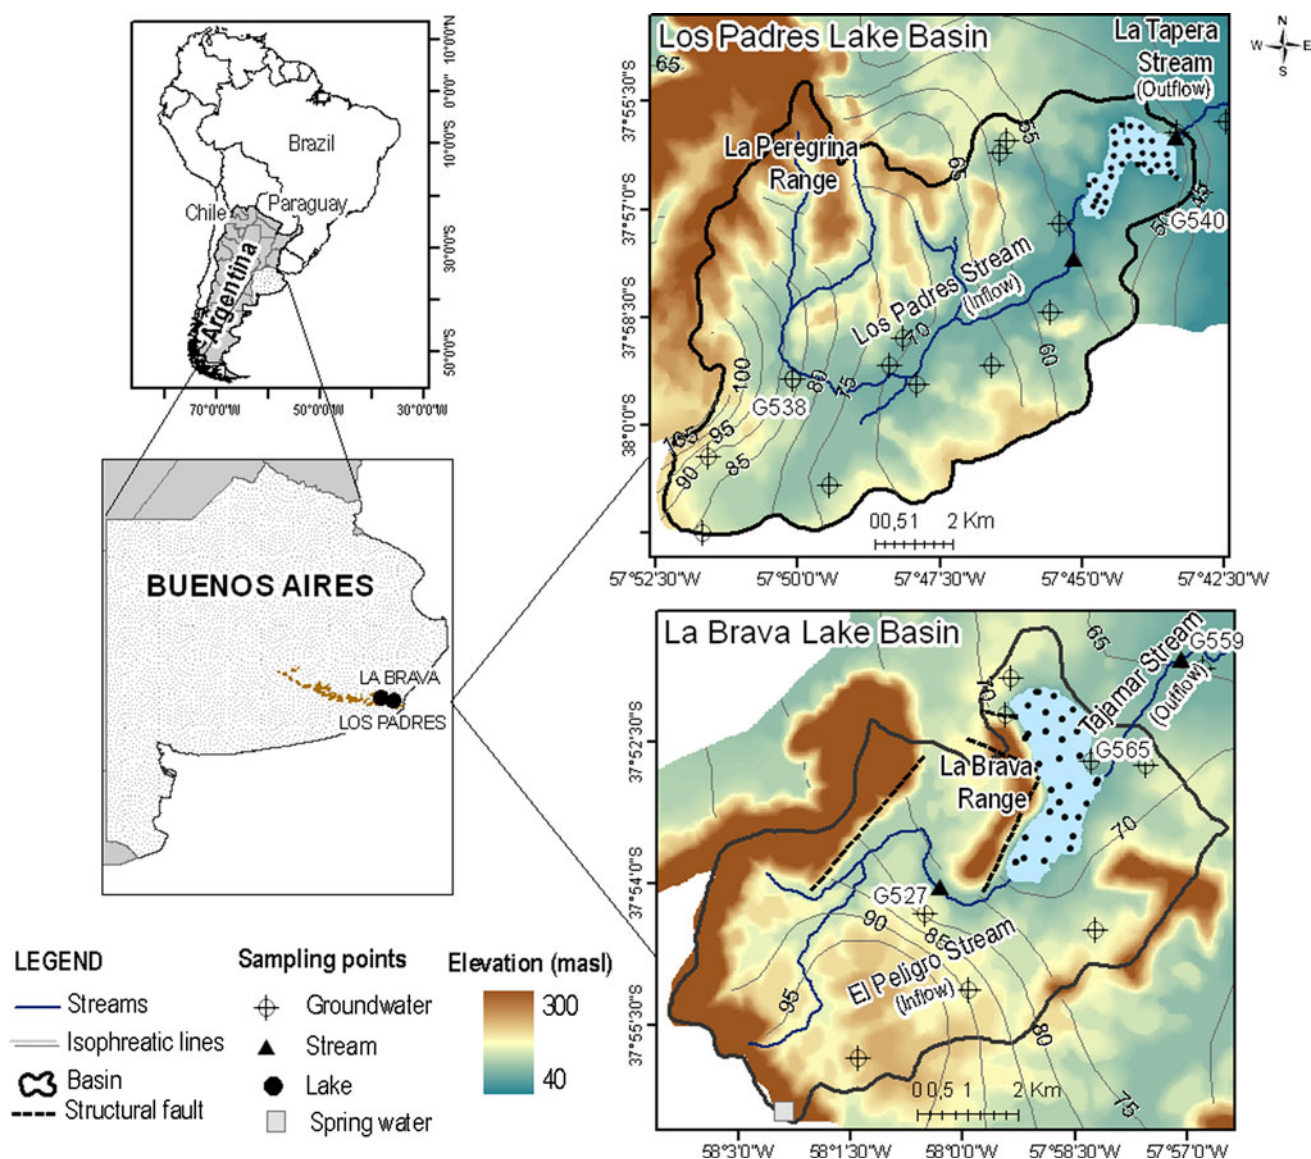 10°0'0"N
0°0'0"
10°0'0"S
30°0'0"S
50°0'0"S
Brazil
Paraguay
Chile
Argentina
70°0'0"W
50°0'0"W
30°0'0"W
BUENOS AIRES
LA BRAVA
LOS PADRES
Los Padres Lake Basin
La Tapera
Stream
(Outflow)
N
W
E
S
65
La Peregrina
Range
55
65
45
G540
Los Padres Stream
(Inflow)
70
60
80
75
100
G538
105
95
90
85
00,51 2 Km
37°55'30"S
37°57'0"S
37°58'30"S
38°0'0"S
57°52'30"W
57°50'0"W
57°47'30"W
57°45'0"W
57°42'30"W
La Brava Lake Basin
65
Tajamar Stream
(Outflow)
G559
70
G565
La Brava
Range
70
G527
90
85
El Peligro Stream
(Inflow)
95
80
75
0 0,5 1 2 Km
37°52'30"S
37°54'0"S
37°55'30"S
58°3'0"W
58°1'30"W
58°0'0"W
57°58'30"W
57°57'0"W
LEGEND
Streams
Isophreatic lines
Basin
Structural fault
Sampling points
Groundwater
Stream
Lake
Spring water
Elevation (masl)
300
40